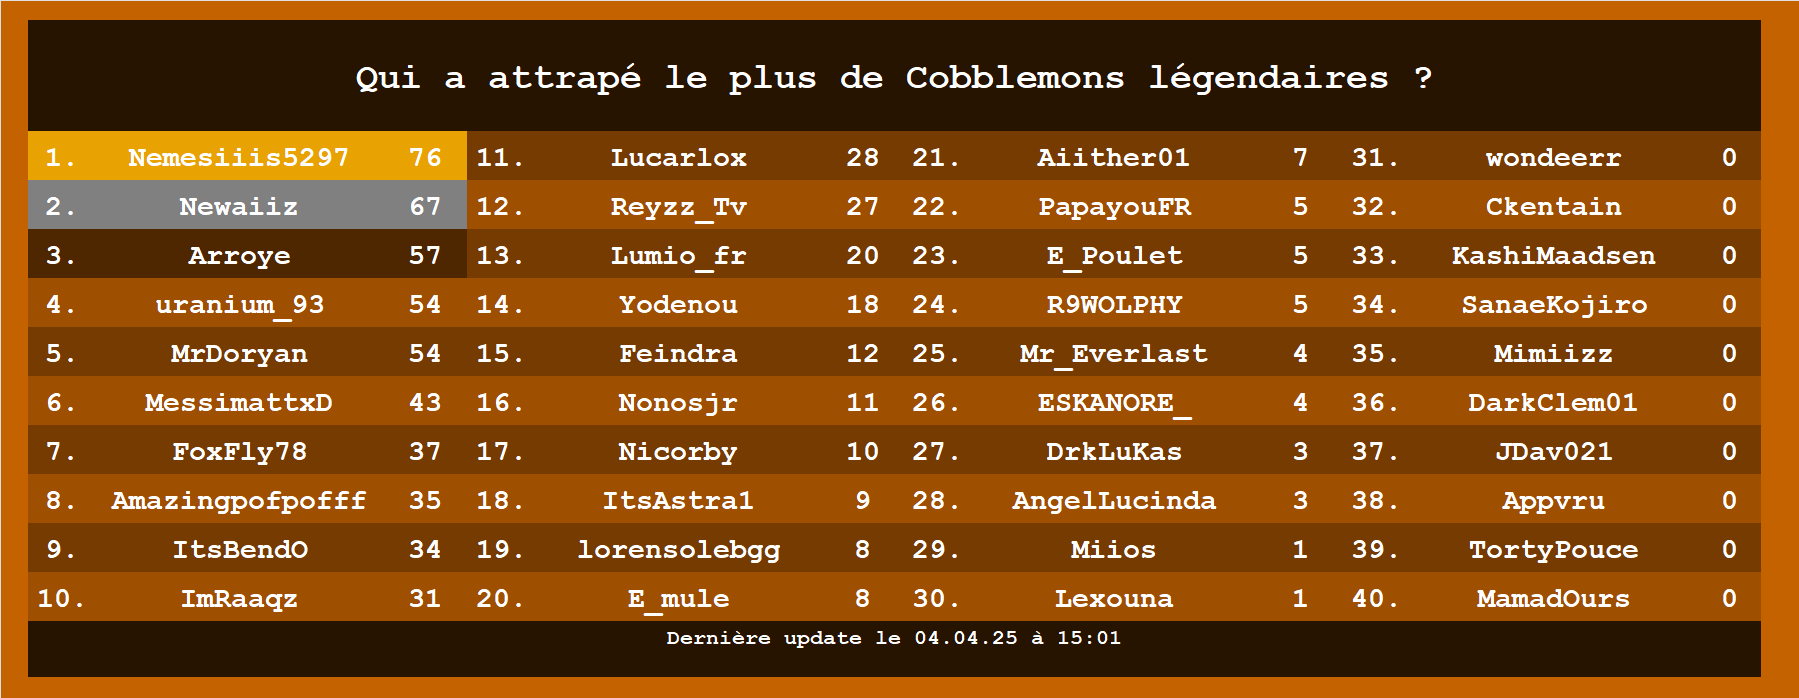 Qui a attrapé le plus de Cobblemons légendaires ?
1. Nemesiiis5297 76 11. Lucarlox 28 21. Aiither01 7 31. wondeerr 0
2. Newaiiz 67 12. Reyzz_Tv 27 22. PapayouFR 5 32. Ckentain 0
3. Arroye 57 13. Lumio_fr 20 23. E_Poulet 5 33. KashiMaadsen 0
4. uranium_93 54 14. Yodenou 18 24. R9WOLPHY 5 34. SanaeKojiro 0
5. MrDoryan 54 15. Feindra 12 25. Mr_Everlast 4 35. Mimiizz 0
6. MessimattxD 43 16. Nonosjr 11 26. ESKANORE_ 4 36. DarkClem01 0
7. FoxFly78 37 17. Nicorby 10 27. DrkLuKas 3 37. JDav021 0
8. Amazingpofpofff 35 18. ItsAstra1 9 28. AngelLucinda 3 38. Appvru 0
9. ItsBendO 34 19. lorensolebgg 8 29. Miios 1 39. TortyPouce 0
10. ImRaaqz 31 20. E_mule 8 30. Lexouna 1 40. MamadOurs 0
Dernière update le 04.04.25 à 15:01